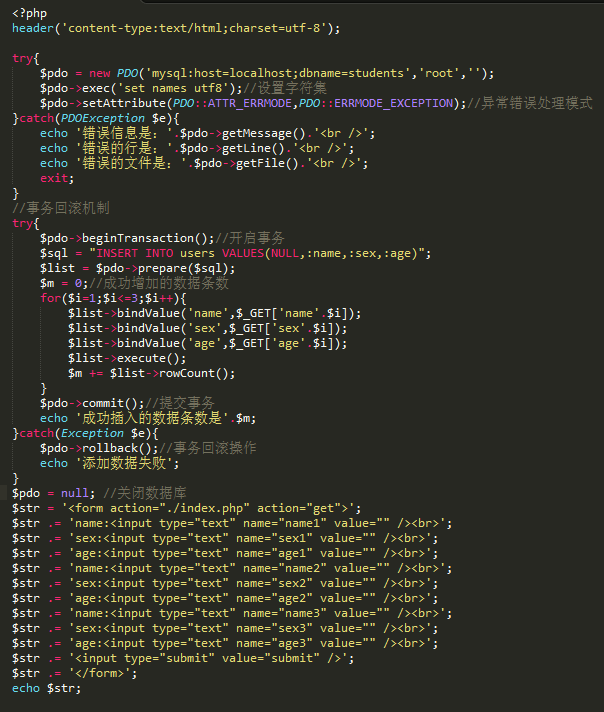 <?php
header('content-type:text/html;charset=utf-8');
try{
$pdo = new PDO('mysql:host=localhost;dbname=students','root','');
$pdo->exec('set names utf8');//设置字符集
$pdo->setAttribute(PDO::ATTR_ERRMODE,PDO::ERRMODE_EXCEPTION);//异常错误处理模式
}catch(PDOException $e){
echo '错误信息是：'.$pdo->getMessage().'<br />';
echo '错误的行是：'.$pdo->getLine().'<br />';
echo '错误的文件是：'.$pdo->getFile().'<br />';
exit;
}
//事务回滚机制
try{
$pdo->beginTransaction();//开启事务
$sql = "INSERT INTO users VALUES(NULL,:name,:sex,:age)";
$list = $pdo->prepare($sql);
$m = 0;//成功增加的数据条数
for($i=1;$i<=3;$i++){
$list->bindValue('name',$_GET['name'.$i]);
$list->bindValue('sex',$_GET['sex'.$i]);
$list->bindValue('age',$_GET['age'.$i]);
$list->execute();
$m += $list->rowCount();
}
$pdo->commit();//提交事务
echo '成功插入的数据条数是'.$m;
}catch(Exception $e){
$pdo->rollback();//事务回滚操作
echo '添加数据失败';
}
$pdo = null; //关闭数据库
$str = '<form action="./index.php" action="get">';
$str .= 'name:<input type="text" name="name1" value="" /><br>';
$str .= 'sex:<input type="text" name="sex1" value="" /><br>';
$str .= 'age:<input type="text" name="age1" value="" /><br>';
$str .= 'name:<input type="text" name="name2" value="" /><br>';
$str .= 'sex:<input type="text" name="sex2" value="" /><br>';
$str .= 'age:<input type="text" name="age2" value="" /><br>';
$str .= 'name:<input type="text" name="name3" value="" /><br>';
$str .= 'sex:<input type="text" name="sex3" value="" /><br>';
$str .= 'age:<input type="text" name="age3" value="" /><br>';
$str .= '<input type="submit" value="submit" />';
$str .= '</form>';
echo $str;